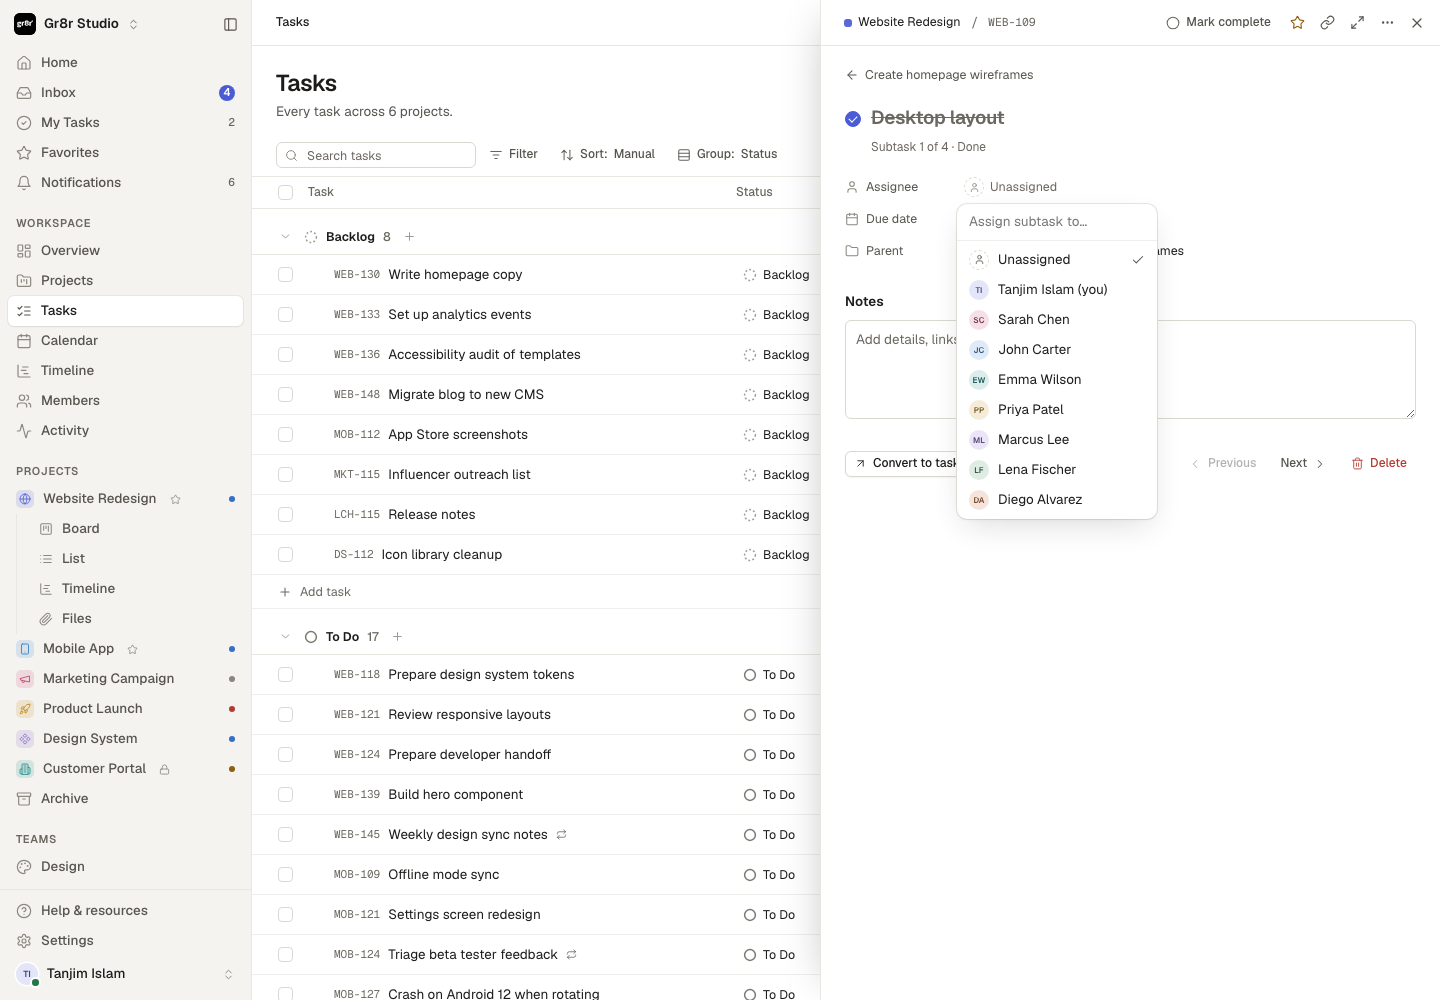 gr8r Gr8r Studio
Home
Inbox 4
My Tasks 2
Favorites
Notifications 6
WORKSPACE
Overview
Projects
Tasks
Calendar
Timeline
Members
Activity
PROJECTS
Website Redesign
Board
List
Timeline
Files
Mobile App
Marketing Campaign
Product Launch
Design System
Customer Portal
Archive
TEAMS
Design
Help & resources
Settings
TI Tanjim Islam
Tasks
Tasks
Every task across 6 projects.
Search tasks Filter Sort: Manual Group: Status
Task Status
Backlog 8
WEB-130 Write homepage copy Backlog
WEB-133 Set up analytics events Backlog
WEB-136 Accessibility audit of templates Backlog
WEB-148 Migrate blog to new CMS Backlog
MOB-112 App Store screenshots Backlog
MKT-115 Influencer outreach list Backlog
LCH-115 Release notes Backlog
DS-112 Icon library cleanup Backlog
Add task
To Do 17
WEB-118 Prepare design system tokens To Do
WEB-121 Review responsive layouts To Do
WEB-124 Prepare developer handoff To Do
WEB-139 Build hero component To Do
WEB-145 Weekly design sync notes To Do
MOB-109 Offline mode sync To Do
MOB-121 Settings screen redesign To Do
MOB-124 Triage beta tester feedback To Do
MOB-127 Crash on Android 12 when rotating
Website Redesign / WEB-109 Mark complete
Create homepage wireframes
Desktop layout
Subtask 1 of 4 · Done
Assignee Unassigned
Due date
Parent ames
Assign subtask to...
Unassigned
TI Tanjim Islam (you)
SC Sarah Chen
JC John Carter
EW Emma Wilson
PP Priya Patel
ML Marcus Lee
LF Lena Fischer
DA Diego Alvarez
Notes
Add details, links
Convert to task Previous Next Delete